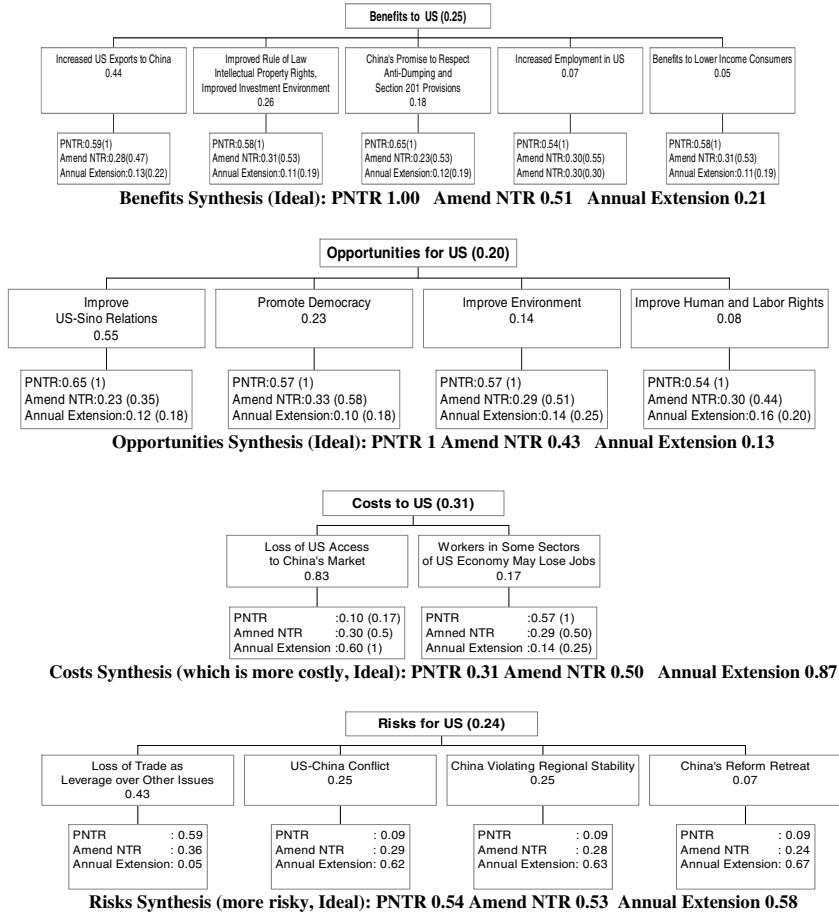 Benefits to US (0.25)
Increased US Exports to China
0.44
Improved Rule of Law
Intellectual Property Rights,
Improved Investment Environment
0.26
China's Promise to Respect
Anti-Dumping and
Section 201 Provisions
0.18
Increased Employment in US
0.07
Benefits to Lower Income Consumers
0.05
PNTR:0.59(1)
Amend NTR:0.28(0.47)
Annual Extension:0.13(0.22)
PNTR:0.58(1)
Amend NTR:0.31(0.53)
Annual Extension:0.11(0.19)
PNTR:0.65(1)
Amend NTR:0.23(0.53)
Annual Extension:0.12(0.19)
PNTR:0.54(1)
Amend NTR:0.30(0.55)
Amend NTR:0.30(0.30)
PNTR:0.58(1)
Amend NTR:0.31(0.53)
Annual Extension:0.11(0.19)
Benefits Synthesis (Ideal): PNTR 1.00 Amend NTR 0.51 Annual Extension 0.21
Opportunities for US (0.20)
Improve
US-Sino Relations
0.55
Promote Democracy
0.23
Improve Environment
0.14
Improve Human and Labor Rights
0.08
PNTR:0.65 (1)
Amend NTR:0.23 (0.35)
Annual Extension:0.12 (0.18)
PNTR:0.57 (1)
Amend NTR:0.33 (0.58)
Annual Extension:0.10 (0.18)
PNTR:0.57 (1)
Amend NTR:0.29 (0.51)
Annual Extension:0.14 (0.25)
PNTR:0.54 (1)
Amend NTR:0.30 (0.44)
Annual Extension:0.16 (0.20)
Opportunities Synthesis (Ideal): PNTR 1 Amend NTR 0.43 Annual Extension 0.13
Costs to US (0.31)
Loss of US Access
to China's Market
0.83
Workers in Some Sectors
of US Economy May Lose Jobs
0.17
PNTR :0.10 (0.17)
Amned NTR :0.30 (0.5)
Annual Extension :0.60 (1)
PNTR :0.57 (1)
Amned NTR :0.29 (0.50)
Annual Extension :0.14 (0.25)
Costs Synthesis (which is more costly, Ideal): PNTR 0.31 Amend NTR 0.50 Annual Extension 0.87
Risks for US (0.24)
Loss of Trade as
Leverage over Other Issues
0.43
US-China Conflict
0.25
China Violating Regional Stability
0.25
China's Reform Retreat
0.07
PNTR : 0.59
Amend NTR : 0.36
Annual Extension: 0.05
PNTR : 0.09
Amend NTR : 0.29
Annual Extension: 0.62
PNTR : 0.09
Amend NTR : 0.28
Annual Extension: 0.63
PNTR : 0.09
Amend NTR : 0.24
Annual Extension: 0.67
Risks Synthesis (more risky, Ideal): PNTR 0.54 Amend NTR 0.53 Annual Extension 0.58